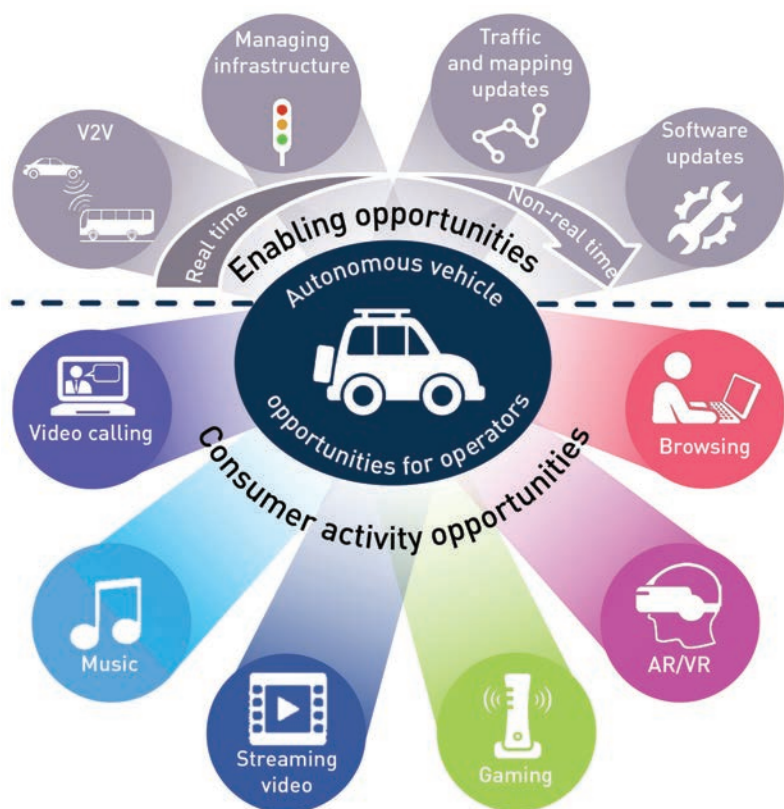 Managing
infrastructure
Traffic
and mapping
updates
V2V
Software
updates
Real time
Non-real time
Enabling opportunities
Autonomous vehicle
opportunities for operators
Consumer activity opportunities
Video calling
Browsing
Music
AR/VR
Streaming
video
Gaming